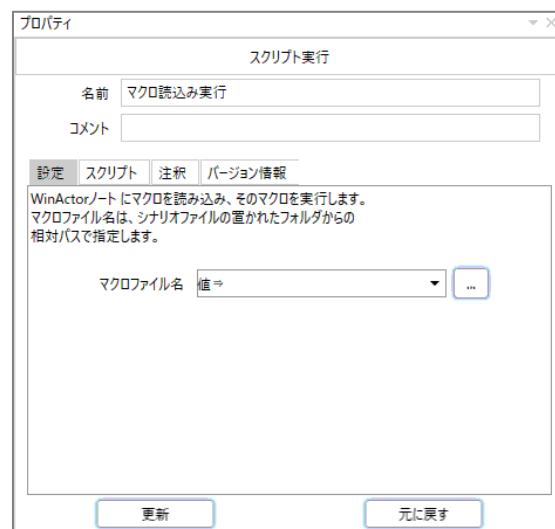 プロパティ
スクリプト実行
名前 マクロ読込み実行
コメント
設定 スクリプト 注釈 バージョン情報
WinActorノートにマクロを読み込み、そのマクロを実行します。
マクロファイル名は、シナリオファイルの置かれたフォルダからの
相対パスで指定します。
マクロファイル名 値⇒ ...
更新 元に戻す